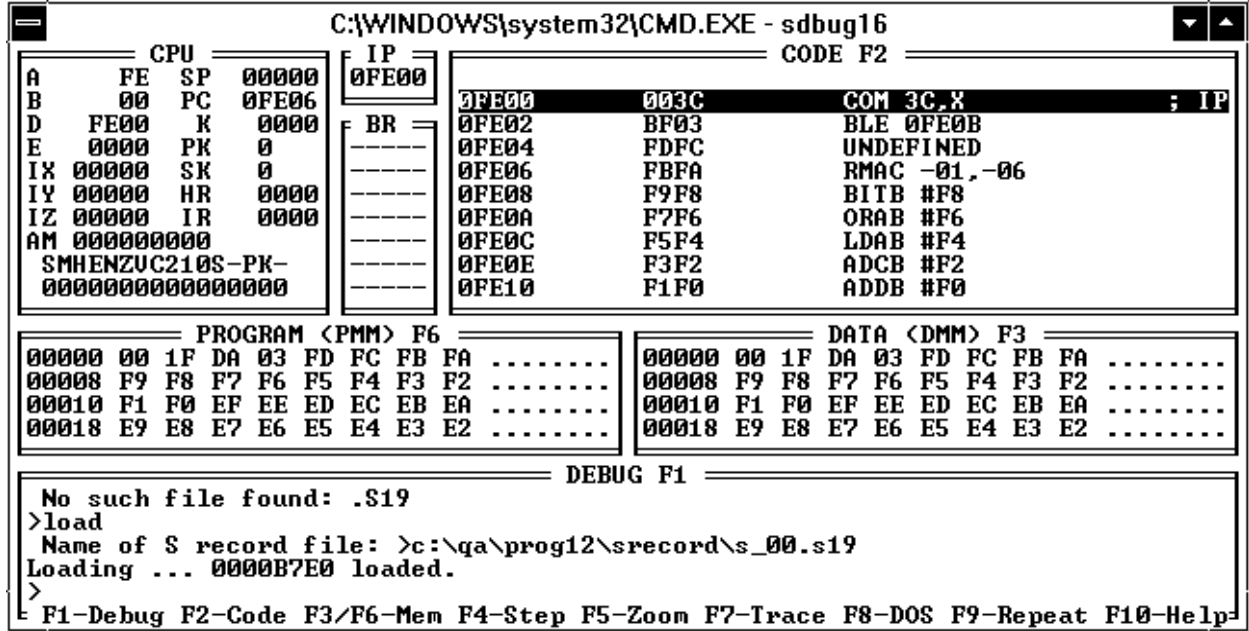 C:\WINDOWS\system32\CMD.EXE - sdbug16
CPU
A FE SP 00000
B 00 PC 0FE06
D FE00 K 0000
E 0000 PK 0
IX 00000 SK 0
IY 00000 HR 0000
IZ 00000 IR 0000
AM 000000000
SMHENZVC210S-PK-
0000000000000000
IP
0FE00
BR
-----
-----
-----
-----
-----
-----
-----
CODE F2
0FE00 003C COM 3C,X ; IP
0FE02 BF03 BLE 0FE0B
0FE04 FDFC UNDEFINED
0FE06 FBFA RMAC -01,-06
0FE08 F9F8 BITB #F8
0FE0A F7F6 ORAB #F6
0FE0C F5F4 LDAB #F4
0FE0E F3F2 ADCB #F2
0FE10 F1F0 ADDB #F0
PROGRAM (PMM) F6
00000 00 1F DA 03 FD FC FB FA ........
00008 F9 F8 F7 F6 F5 F4 F3 F2 ........
00010 F1 F0 EF EE ED EC EB EA ........
00018 E9 E8 E7 E6 E5 E4 E3 E2 ........
DATA (DMM) F3
00000 00 1F DA 03 FD FC FB FA ........
00008 F9 F8 F7 F6 F5 F4 F3 F2 ........
00010 F1 F0 EF EE ED EC EB EA ........
00018 E9 E8 E7 E6 E5 E4 E3 E2 ........
DEBUG F1
No such file found: .S19
>load
Name of S record file: >c:\qa\prog12\srecord\s_00.s19
Loading ... 0000B7E0 loaded.
>
F1-Debug F2-Code F3/F6-Mem F4-Step F5-Zoom F7-Trace F8-DOS F9-Repeat F10-Help